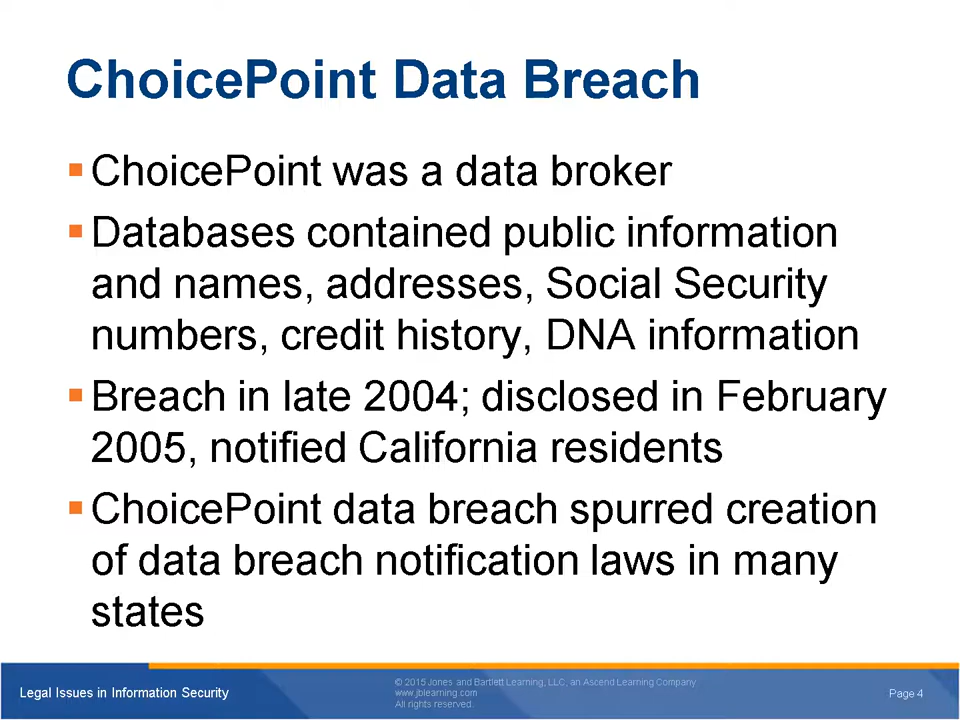 ChoicePoint Data Breach
ChoicePoint was a data broker
Databases contained public information
and names, addresses, Social Security
numbers, credit history, DNA information
Breach in late 2004; disclosed in February
2005, notified California residents
ChoicePoint data breach spurred creation
of data breach notification laws in many
states
Legal Issues in Information Security
© 2015 Jones and Bartlett Learning, LLC, an Ascend Learning Company
www.jblearning.com
All rights reserved.
Page 4